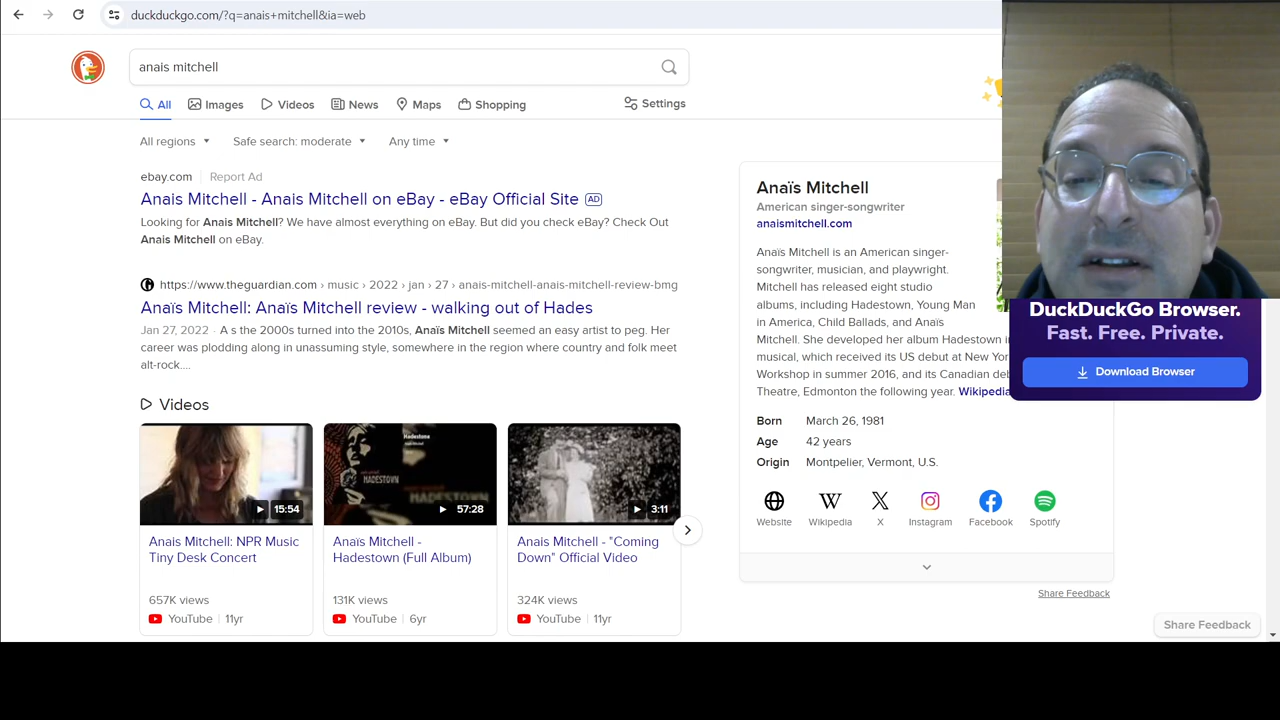 duckduckgo.com/?q=anais+mitchell&ia=web
anais mitchell
All
Images
Videos
News
Maps
Shopping
Settings
All regions
Safe search: moderate
Any time
ebay.com
Report Ad
Anais Mitchell - Anais Mitchell on eBay - eBay Official Site AD
Looking for Anais Mitchell? We have almost everything on eBay. But did you check eBay? Check Out
Anais Mitchell on eBay.
https://www.theguardian.com › music › 2022 › jan › 27 › anais-mitchell-anais-mitchell-review-bmg
Anaïs Mitchell: Anaïs Mitchell review - walking out of Hades
Jan 27, 2022 · A s the 2000s turned into the 2010s, Anaïs Mitchell seemed an easy artist to peg. Her
career was plodding along in unassuming style, somewhere in the region where country and folk meet
alt-rock....
Videos
15:54
Anais Mitchell: NPR Music
Tiny Desk Concert
657K views
YouTube 11yr
Hadestown
HADESTOWN
HADESTOWN
57:28
Anaïs Mitchell -
Hadestown (Full Album)
131K views
YouTube 6yr
3:11
Anais Mitchell - "Coming
Down" Official Video
324K views
YouTube 11yr
Anaïs Mitchell
American singer-songwriter
anaismitchell.com
Anaïs Mitchell is an American singer-
songwriter, musician, and playwright.
Mitchell has released eight studio
albums, including Hadestown, Young Man
in America, Child Ballads, and Anaïs
Mitchell. She developed her album Hadestown
musical, which received its US debut at New
Workshop in summer 2016, and its Canadian
Theatre, Edmonton the following year. Wikipedia
Born March 26, 1981
Age 42 years
Origin Montpelier, Vermont, U.S.
Website
Wikipedia
X
Instagram
Facebook
Spotify
Share Feedback
DuckDuckGo Browser.
Fast. Free. Private.
Download Browser
Share Feedback